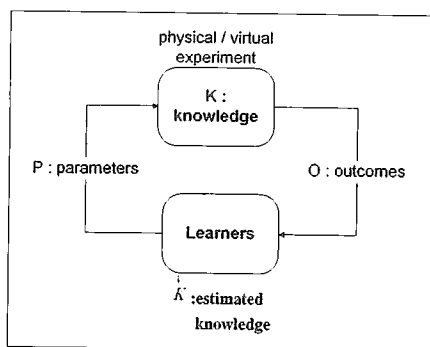 physical / virtual
experiment
K :
knowledge
P : parameters
O : outcomes
Learners
K :estimated
knowledge